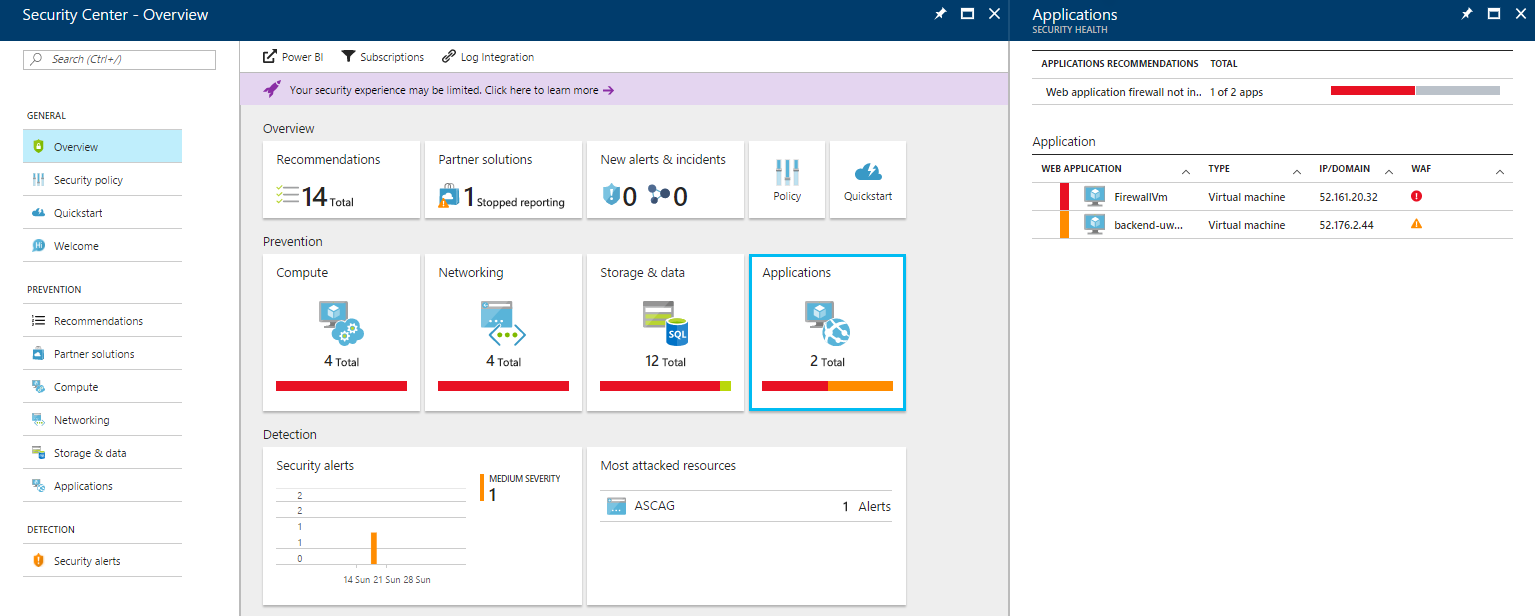 Security Center - Overview
Search (Ctrl+/)
GENERAL
Overview
Security policy
Quickstart
Welcome
PREVENTION
Recommendations
Partner solutions
Compute
Networking
Storage & data
Applications
DETECTION
Security alerts
Power BI Subscriptions Log Integration
Your security experience may be limited. Click here to learn more →
Overview
Recommendations
14 Total
Partner solutions
1 Stopped reporting
New alerts & incidents
0 0
Policy
Quickstart
Prevention
Compute
4 Total
Networking
4 Total
Storage & data
SQL
12 Total
Applications
2 Total
Detection
Security alerts
2
2
1
1
0
14 Sun 21 Sun 28 Sun
MEDIUM SEVERITY
1
Most attacked resources
ASCAG 1 Alerts
Applications
SECURITY HEALTH
APPLICATIONS RECOMMENDATIONS TOTAL
Web application firewall not in.. 1 of 2 apps
Application
WEB APPLICATION TYPE IP/DOMAIN WAF
FirewallVm Virtual machine 52.161.20.32
backend-uw... Virtual machine 52.176.2.44